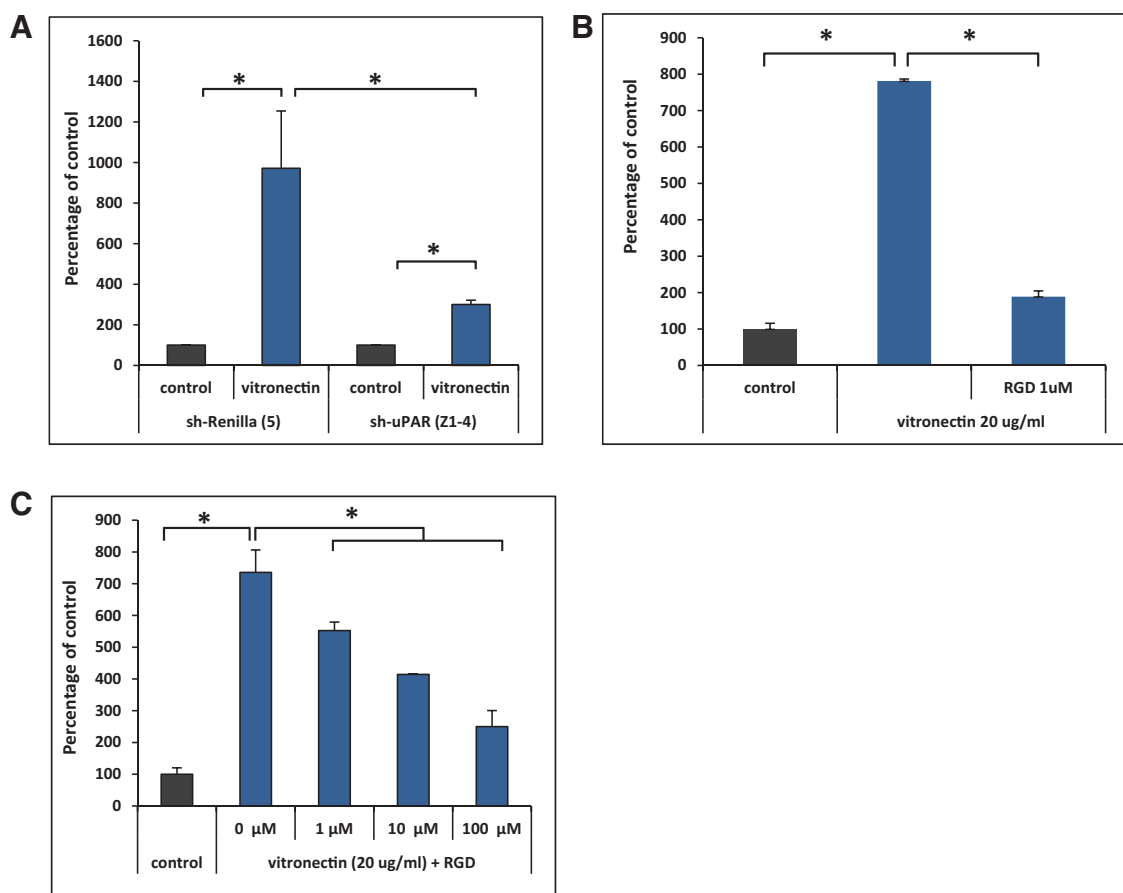 A
Percentage of control
1600
1400
1200
1000
800
600
400
200
0
*
*
*
control vitronectin control vitronectin
sh-Renilla (5) sh-uPAR (Z1-4)
B
Percentage of control
900
800
700
600
500
400
300
200
100
0
* *
control RGD 1uM
vitronectin 20 ug/ml
C
Percentage of control
900
800
700
600
500
400
300
200
100
0
* *
0 µM 1 µM 10 µM 100 µM
control vitronectin (20 ug/ml) + RGD